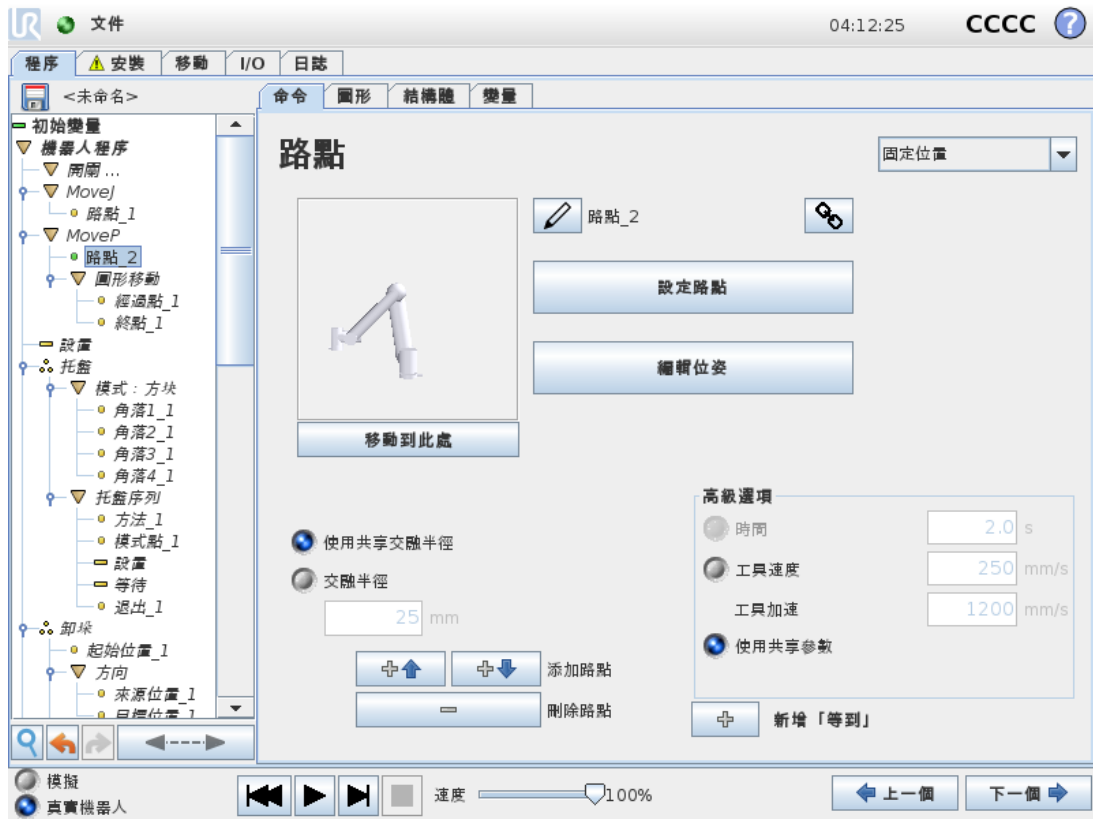 UR 文件 04:12:25 CCCC ?
程序 安裝 移動 I/O 日誌
<未命名>
命令 圖形 結構體 變量
初始變量
機器人程序
開關 ...
MoveJ
路點_1
MoveP
路點_2
圓形移動
經過點_1
終點_1
設置
托盤
模式：方块
角落1_1
角落2_1
角落3_1
角落4_1
托盤序列
方法_1
模式點_1
設置
等待
退出_1
卸垛
起始位置_1
方向
來源位置_1
目標位置_1
路點
固定位置
路點_2
設定路點
編輯位姿
移動到此處
使用共享交融半徑
交融半徑
25 mm
添加路點
刪除路點
高級選項
時間 2.0 s
工具速度 250 mm/s
工具加速 1200 mm/s
使用共享參數
新增「等到」
模擬
真實機器人
速度 100%
上一個 下一個